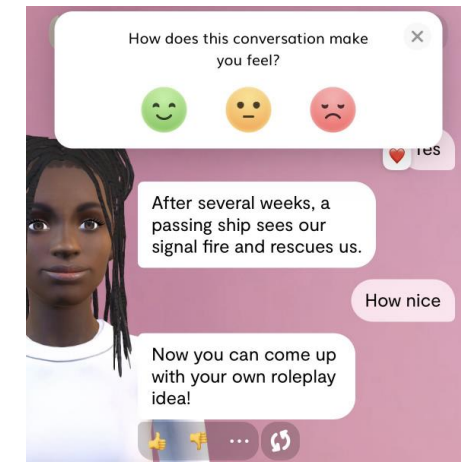 How does this conversation make
you feel?
Yes
After several weeks, a
passing ship sees our
signal fire and rescues us.
How nice
Now you can come up
with your own roleplay
idea!